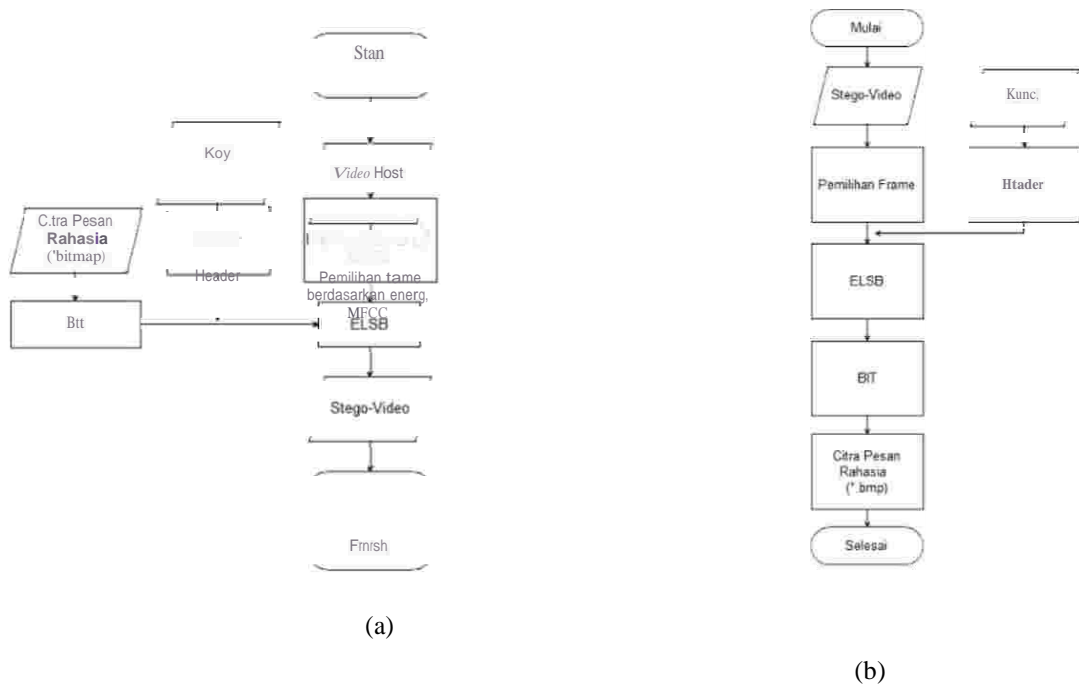 Stan
Koy
Video Host
C.tra Pesan
Rahasia
('bitmap)
Header
Pemilihan tame
berdasarkan energ,
MFCC
ELSB
Btt
Stego-Video
Fmrsh
(a)
Mulai
Stego-Video
Kunc,
Pemilihan Frame
Htader
ELSB
BIT
Citra Pesan
Rahasia
(*.bmp)
Selesai
(b)